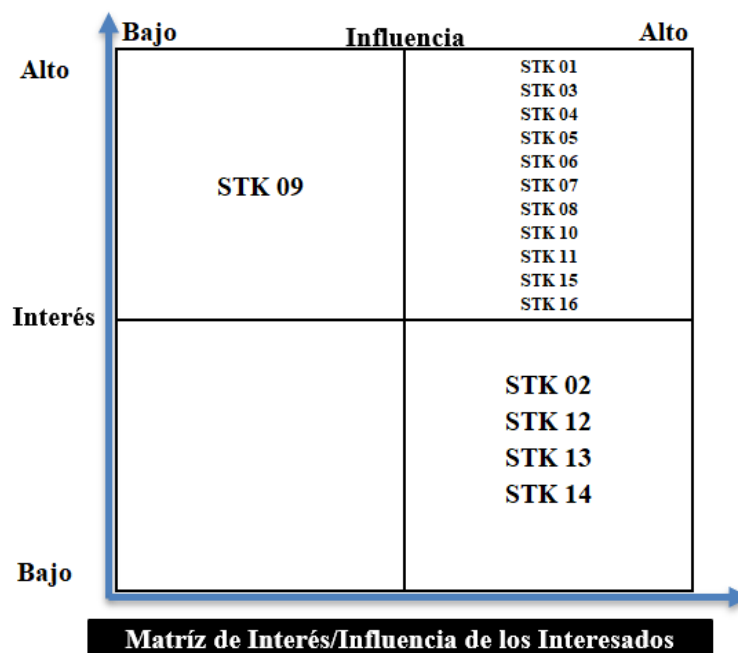 Bajo Influencia Alto
Alto
STK 01
STK 03
STK 04
STK 05
STK 06
STK 07
STK 08
STK 10
STK 11
STK 15
STK 16
STK 09
Interés
STK 02
STK 12
STK 13
STK 14
Bajo
Matríz de Interés/Influencia de los Interesados